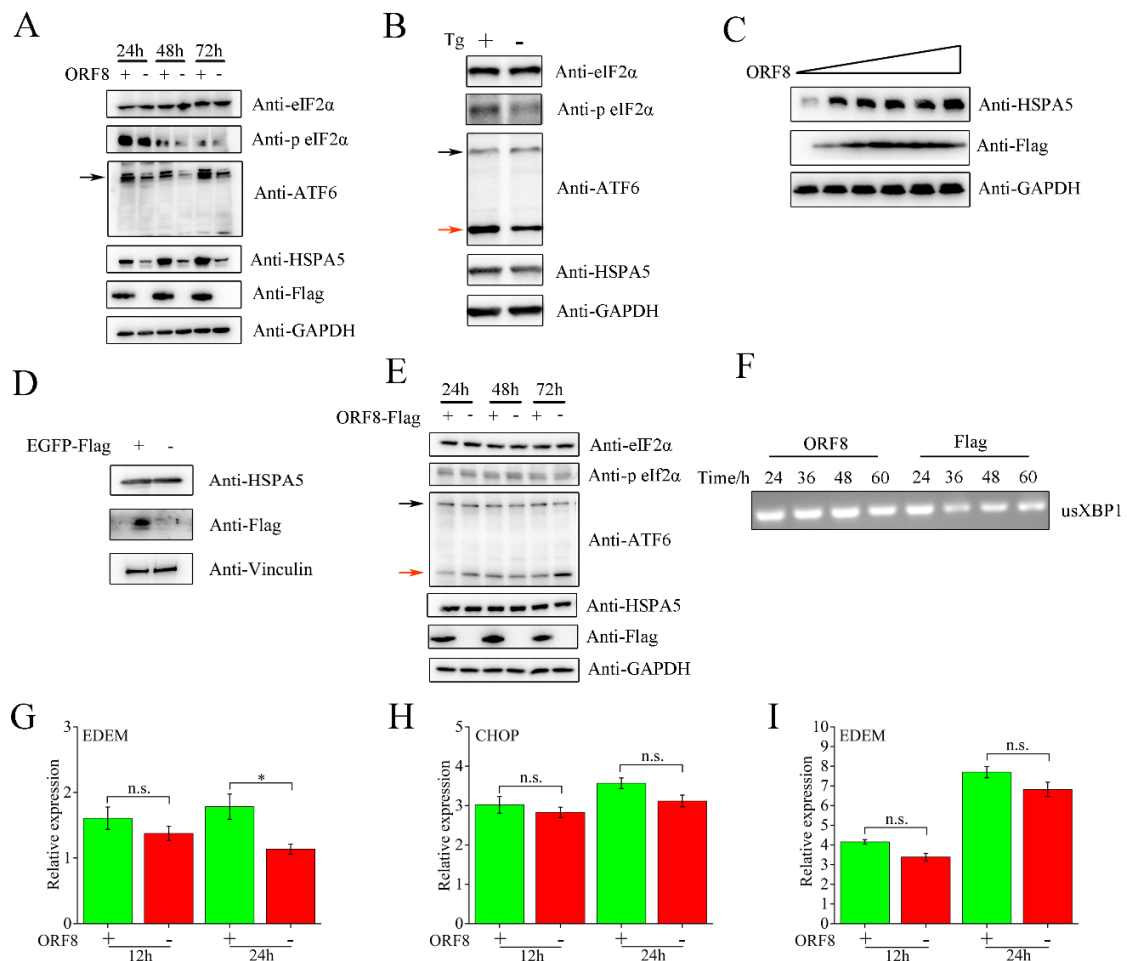 A
24h 48h 72h
ORF8 + - + - + -
Anti-eIF2α
Anti-p eIF2α
Anti-ATF6
Anti-HSPA5
Anti-Flag
Anti-GAPDH
B
Tg + -
Anti-eIF2α
Anti-p eIF2α
Anti-ATF6
Anti-HSPA5
Anti-GAPDH
C
ORF8
Anti-HSPA5
Anti-Flag
Anti-GAPDH
D
EGFP-Flag + -
Anti-HSPA5
Anti-Flag
Anti-Vinculin
E
24h 48h 72h
ORF8-Flag + - + - + -
Anti-eIF2α
Anti-p eIf2α
Anti-ATF6
Anti-HSPA5
Anti-Flag
Anti-GAPDH
F
ORF8 Flag
Time/h 24 36 48 60 24 36 48 60
usXBP1
G
EDEM
Relative expression
3
2
1
0
n.s.
*
ORF8 + - + -
12h 24h
H
CHOP
Relative expression
5
4
3
2
1
0
n.s.
n.s.
ORF8 + - + -
12h 24h
I
EDEM
Relative expression
10
9
8
7
6
5
4
3
2
1
0
n.s.
n.s.
ORF8 + - + -
12h 24h